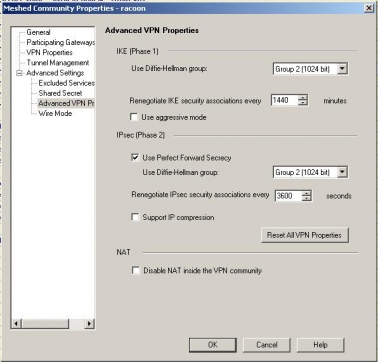 Meshed Community Properties - racoon
General
Participating Gateways
VPN Properties
Tunnel Management
Advanced Settings
Excluded Services
Shared Secret
Advanced VPN Pr
Wire Mode
Advanced VPN Properties
IKE (Phase 1)
Use Diffie-Hellman group:
Group 2 (1024 bit)
Renegotiate IKE security associations every
1440
minutes
Use aggressive mode
IPsec (Phase 2)
Use Perfect Forward Secrecy
Use Diffie-Hellman group:
Group 2 (1024 bit)
Renegotiate IPsec security associations every
3600
seconds
Support IP compression
Reset All VPN Properties
NAT
Disable NAT inside the VPN community
OK
Cancel
Help